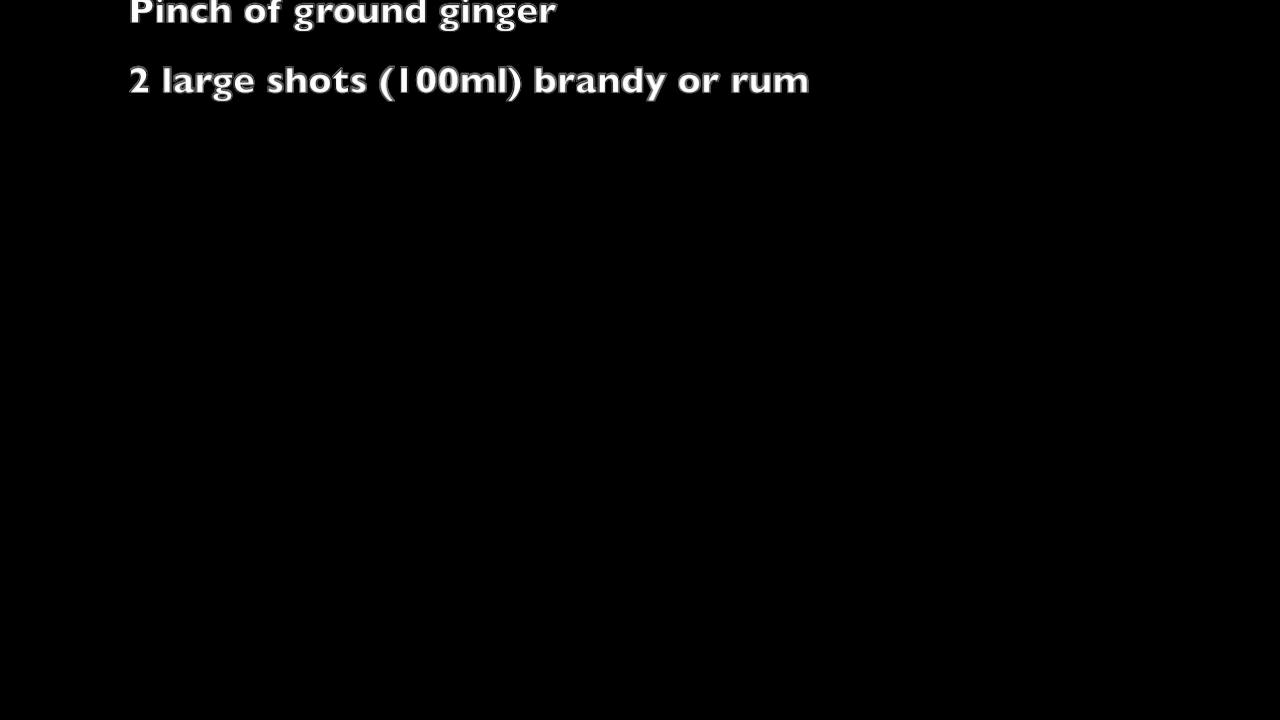 Pinch of ground ginger
2 large shots (100ml) brandy or rum